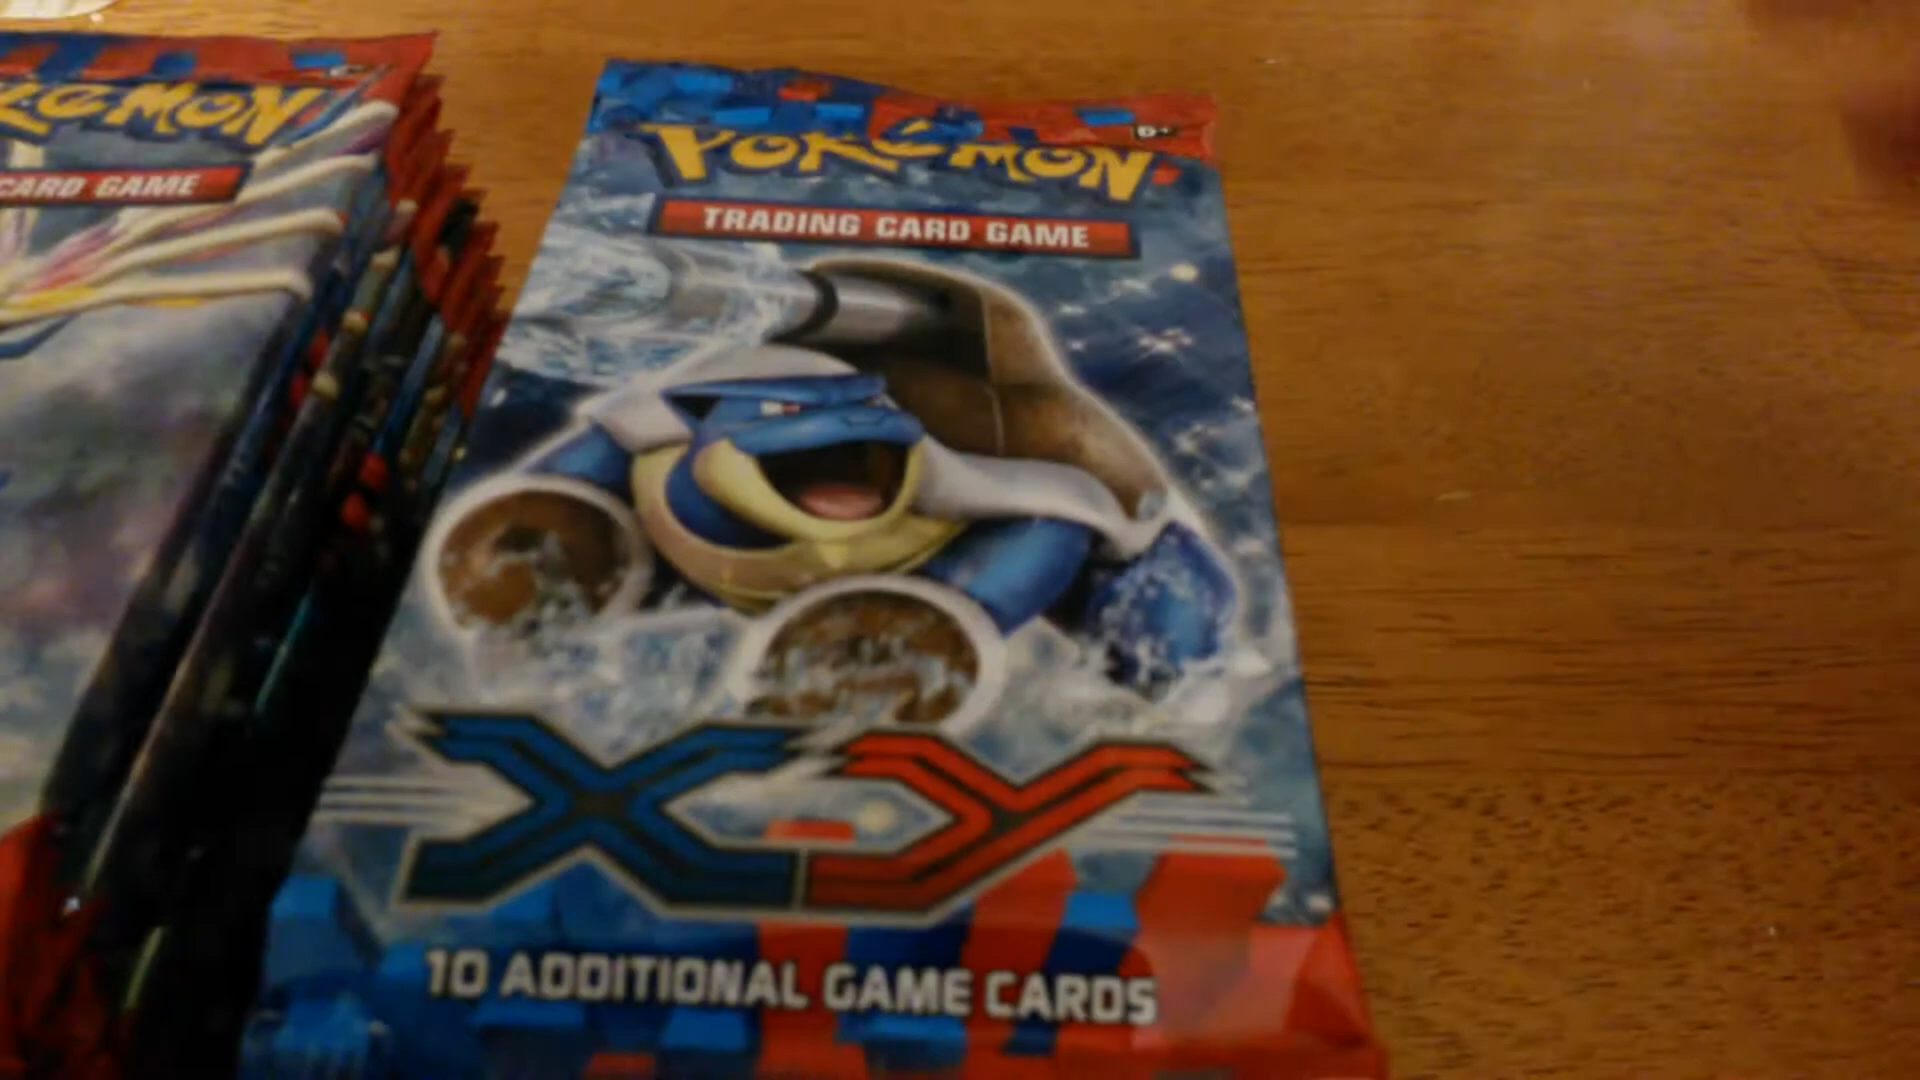 POKÉMON
CARD GAME
6+
POKÉMON
TRADING CARD GAME
XY
10 ADDITIONAL GAME CARDS